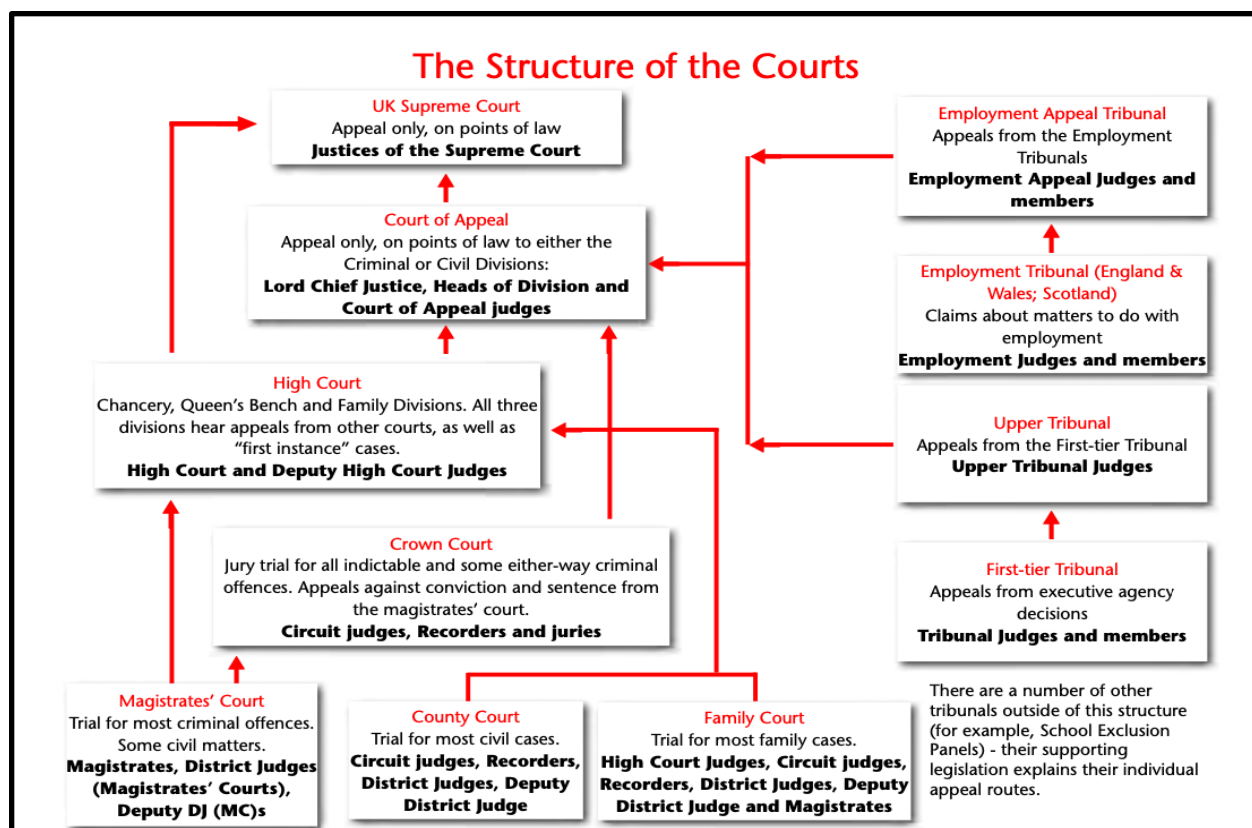 The Structure of the Courts
UK Supreme Court
Appeal only, on points of law
Justices of the Supreme Court
Court of Appeal
Appeal only, on points of law to either the
Criminal or Civil Divisions:
Lord Chief Justice, Heads of Division and
Court of Appeal judges
High Court
Chancery, Queen’s Bench and Family Divisions. All three
divisions hear appeals from other courts, as well as
“first instance” cases.
High Court and Deputy High Court Judges
Crown Court
Jury trial for all indictable and some either-way criminal
offences. Appeals against conviction and sentence from
the magistrates’ court.
Circuit judges, Recorders and juries
Magistrates’ Court
Trial for most criminal offences.
Some civil matters.
Magistrates, District Judges
(Magistrates’ Courts),
Deputy DJ (MC)s
County Court
Trial for most civil cases.
Circuit judges, Recorders,
District Judges, Deputy
District Judge
Family Court
Trial for most family cases.
High Court Judges, Circuit judges,
Recorders, District Judges, Deputy
District Judge and Magistrates
Employment Appeal Tribunal
Appeals from the Employment
Tribunals
Employment Appeal Judges and
members
Employment Tribunal (England &
Wales; Scotland)
Claims about matters to do with
employment
Employment Judges and members
Upper Tribunal
Appeals from the First-tier Tribunal
Upper Tribunal Judges
First-tier Tribunal
Appeals from executive agency
decisions
Tribunal Judges and members
There are a number of other
tribunals outside of this structure
(for example, School Exclusion
Panels) - their supporting
legislation explains their individual
appeal routes.